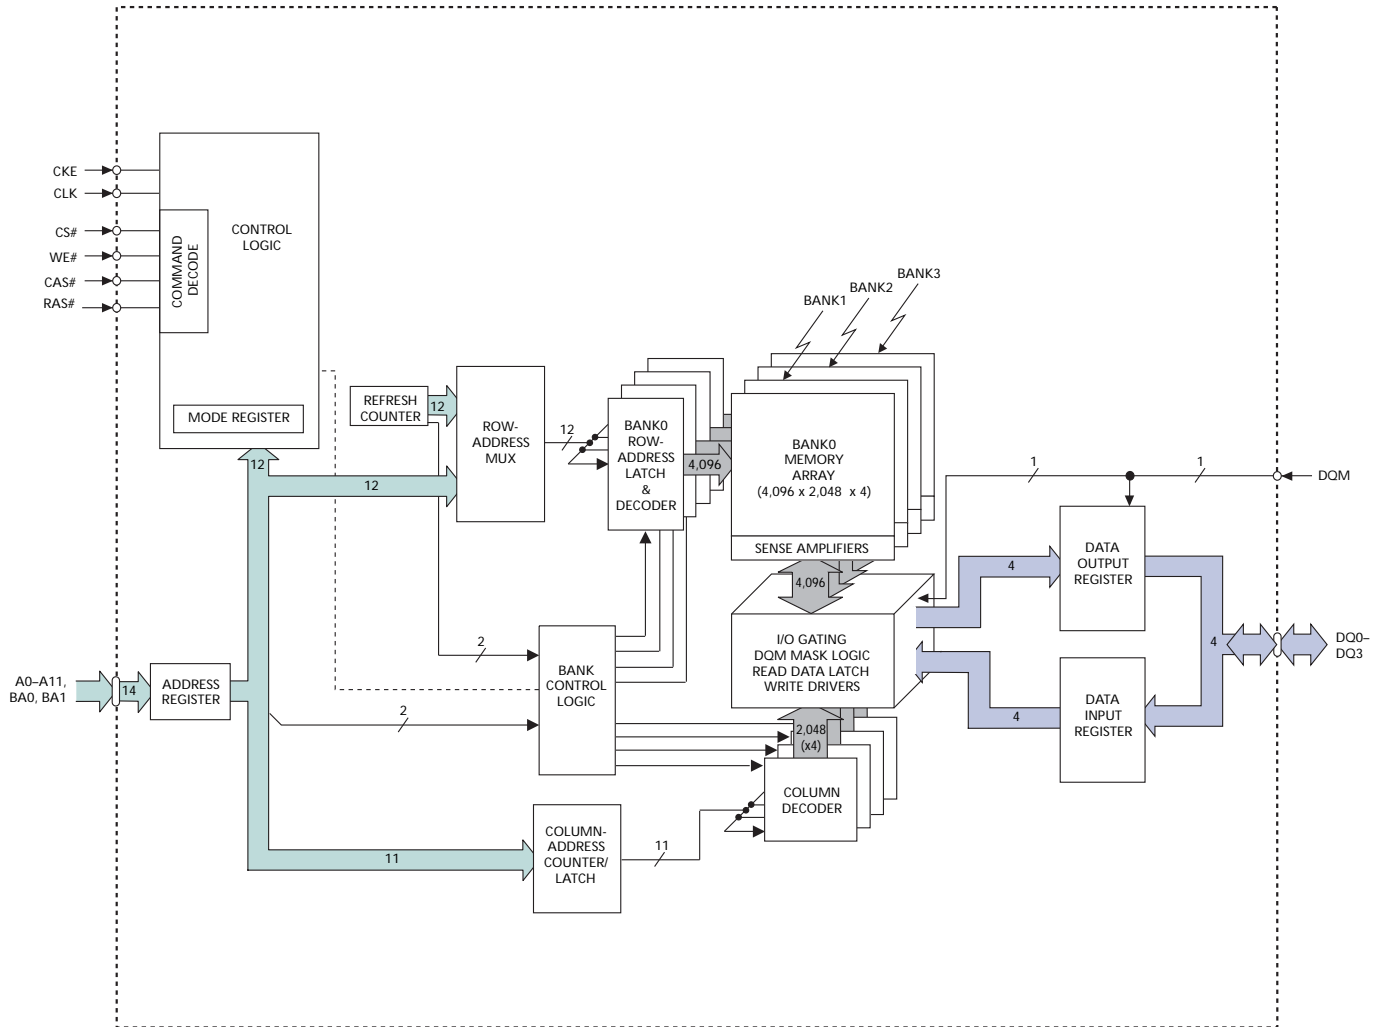 CKE
CLK
CS#
WE#
CAS#
RAS#
COMMAND
DECODE
CONTROL
LOGIC
MODE REGISTER
12
12
REFRESH
COUNTER
12
ROW-
ADDRESS
MUX
12
BANK0
ROW-
ADDRESS
LATCH
&
DECODER
4,096
BANK1
BANK2
BANK3
BANK0
MEMORY
ARRAY
(4,096 x 2,048 x 4)
SENSE AMPLIFIERS
4,096
I/O GATING
DQM MASK LOGIC
READ DATA LATCH
WRITE DRIVERS
2,048
(x4)
COLUMN
DECODER
1
1
DQM
4
DATA
OUTPUT
REGISTER
4
DQ0–
DQ3
4
DATA
INPUT
REGISTER
A0–A11,
BA0, BA1
14
ADDRESS
REGISTER
2
2
BANK
CONTROL
LOGIC
11
COLUMN-
ADDRESS
COUNTER/
LATCH
11